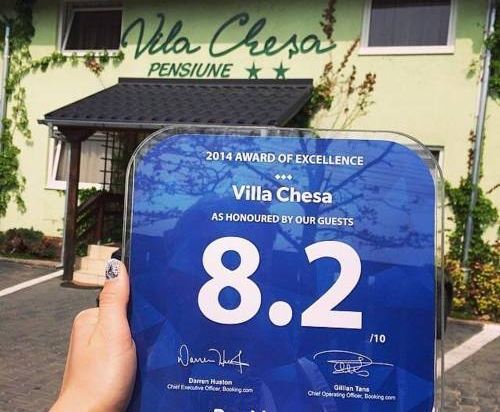 Vila Chesa
PENSIUNE ★★
2014 AWARD OF EXCELLENCE
Villa Chesa
AS HONOURED BY OUR GUESTS
8.2
/10
Darren Huston
Gillian Tans
Chief Executive Officer, Booking.com
Chief Operating Officer, Booking.com